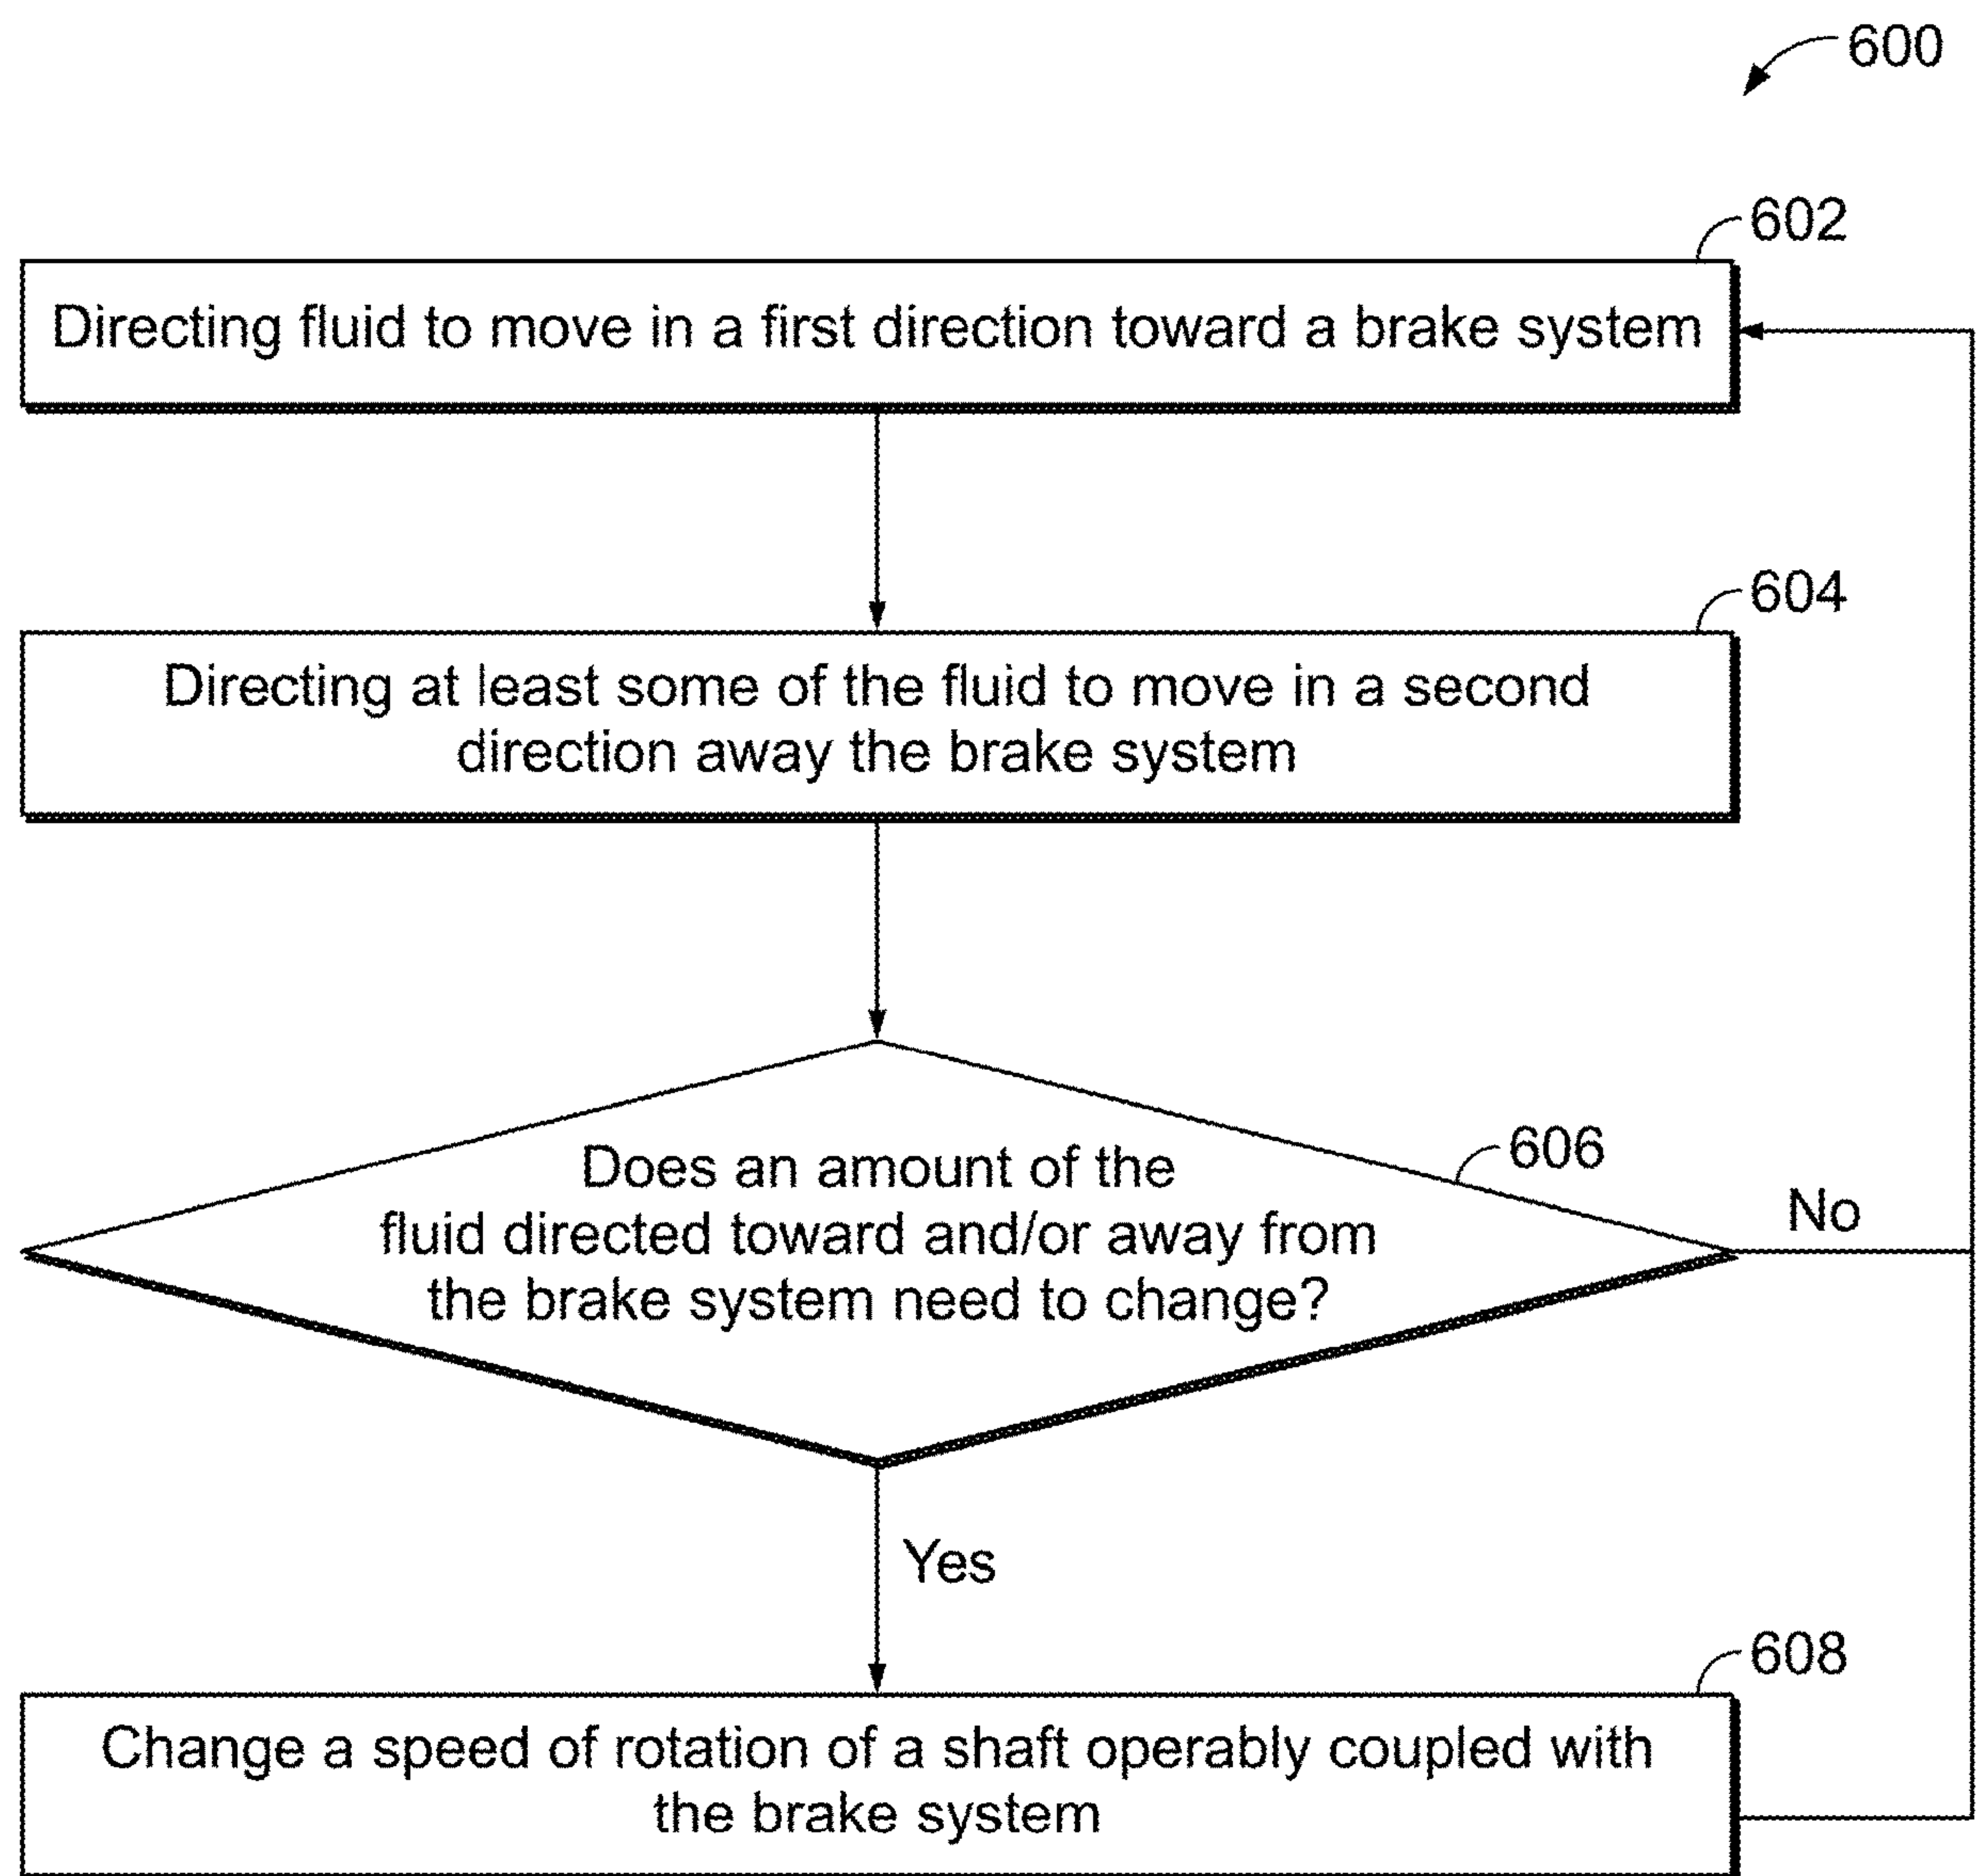 600
602
Directing fluid to move in a first direction toward a brake system
604
Directing at least some of the fluid to move in a second
direction away the brake system
606
Does an amount of the
fluid directed toward and/or away from
the brake system need to change?
No
Yes
608
Change a speed of rotation of a shaft operably coupled with
the brake system